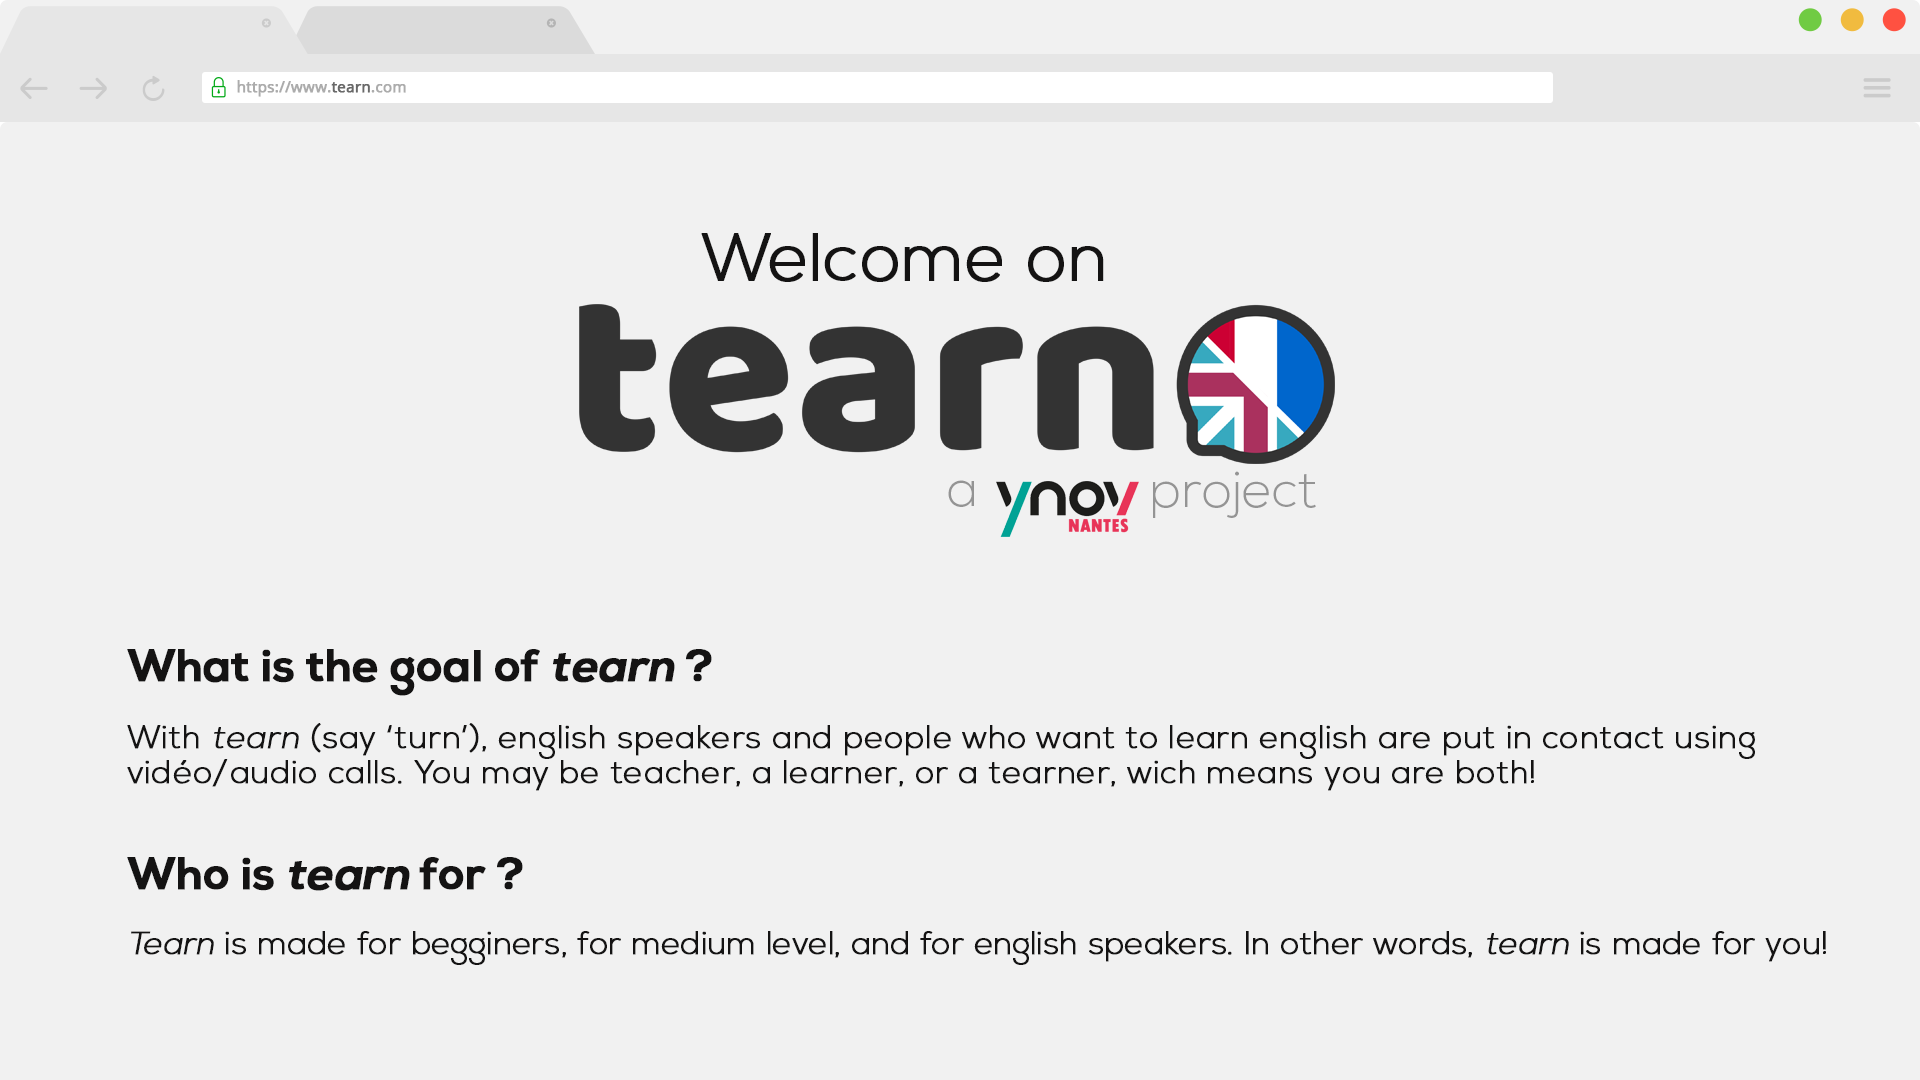 https://www.tearn.com
Welcome on
tearn
a ynov project
NANTES
What is the goal of tearn ?
With tearn (say 'turn'), english speakers and people who want to learn english are put in contact using
vidéo/audio calls. You may be teacher, a learner, or a tearner, wich means you are both!
Who is tearn for ?
Tearn is made for begginers, for medium level, and for english speakers. In other words, tearn is made for you!